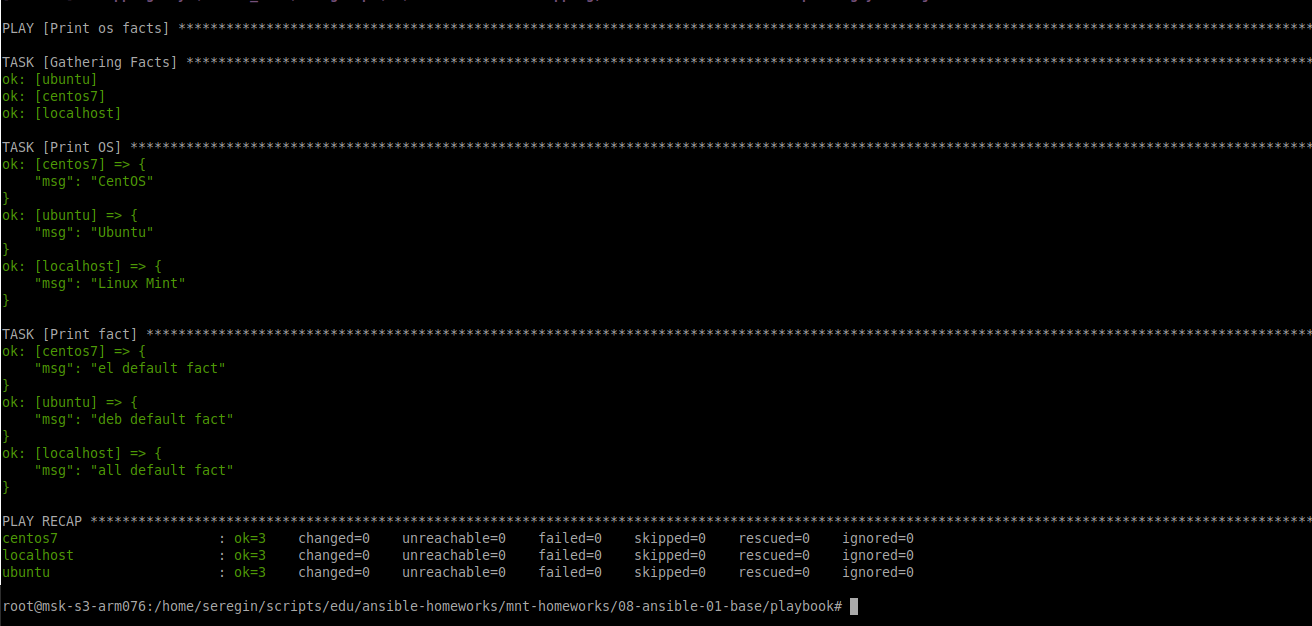 PLAY [Print os facts] ****************************************************************************************************************************************************
TASK [Gathering Facts] ***************************************************************************************************************************************************
ok: [ubuntu]
ok: [centos7]
ok: [localhost]
TASK [Print OS] **********************************************************************************************************************************************************
ok: [centos7] => {
    "msg": "CentOS"
}
ok: [ubuntu] => {
    "msg": "Ubuntu"
}
ok: [localhost] => {
    "msg": "Linux Mint"
}
TASK [Print fact] ********************************************************************************************************************************************************
ok: [centos7] => {
    "msg": "el default fact"
}
ok: [ubuntu] => {
    "msg": "deb default fact"
}
ok: [localhost] => {
    "msg": "all default fact"
}
PLAY RECAP ***************************************************************************************************************************************************************
centos7                    : ok=3    changed=0    unreachable=0    failed=0    skipped=0    rescued=0    ignored=0
localhost                  : ok=3    changed=0    unreachable=0    failed=0    skipped=0    rescued=0    ignored=0
ubuntu                     : ok=3    changed=0    unreachable=0    failed=0    skipped=0    rescued=0    ignored=0
root@msk-s3-arm076:/home/seregin/scripts/edu/ansible-homeworks/mnt-homeworks/08-ansible-01-base/playbook#